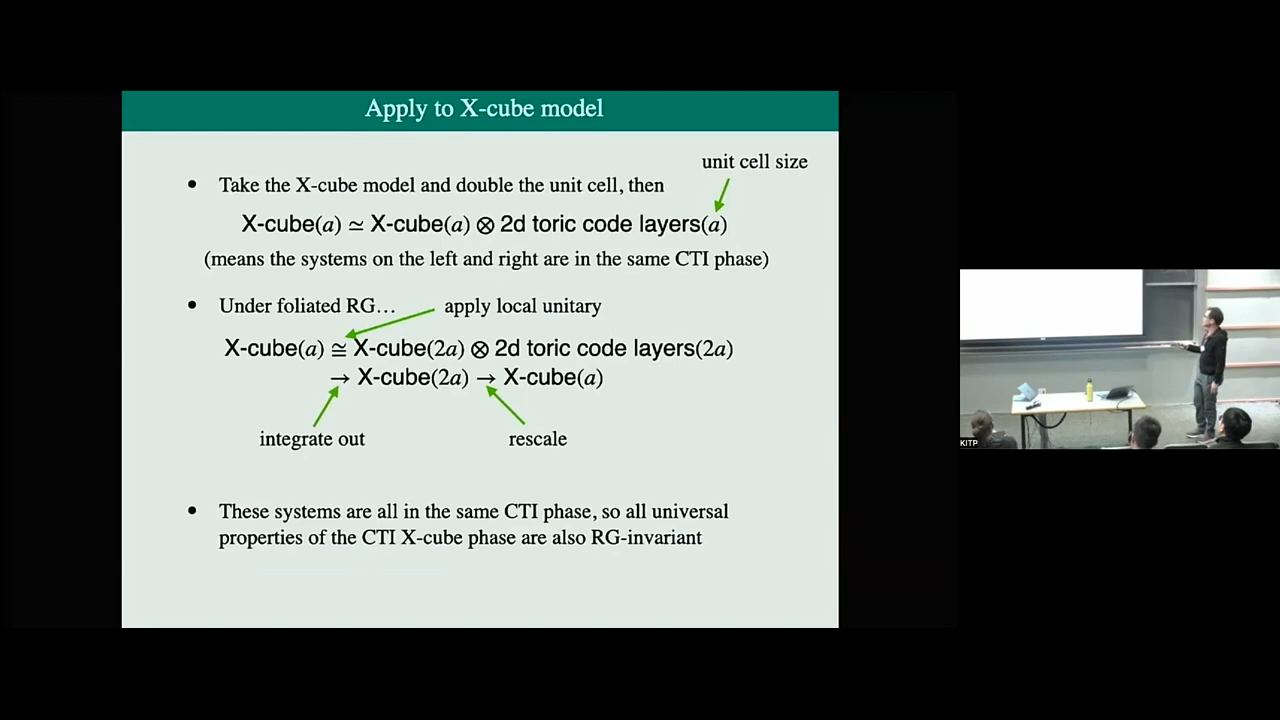 Apply to X-cube model
unit cell size
• Take the X-cube model and double the unit cell, then
X-cube(a) ≃ X-cube(a) ⊗ 2d toric code layers(a)
(means the systems on the left and right are in the same CTI phase)
• Under foliated RG… apply local unitary
X-cube(a) ≅ X-cube(2a) ⊗ 2d toric code layers(2a)
→ X-cube(2a) → X-cube(a)
integrate out rescale
• These systems are all in the same CTI phase, so all universal
properties of the CTI X-cube phase are also RG-invariant
KITP